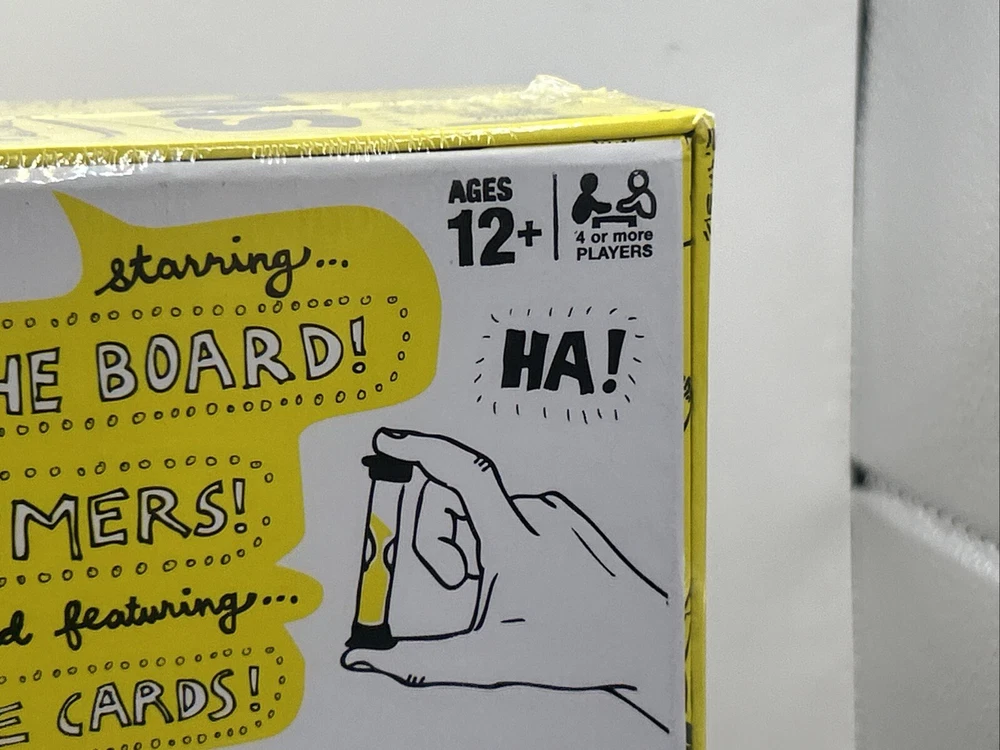 AGES
12+
4 or more
PLAYERS
starring...
HE BOARD!
HA!
MERS!
d featuring...
E CARDS!